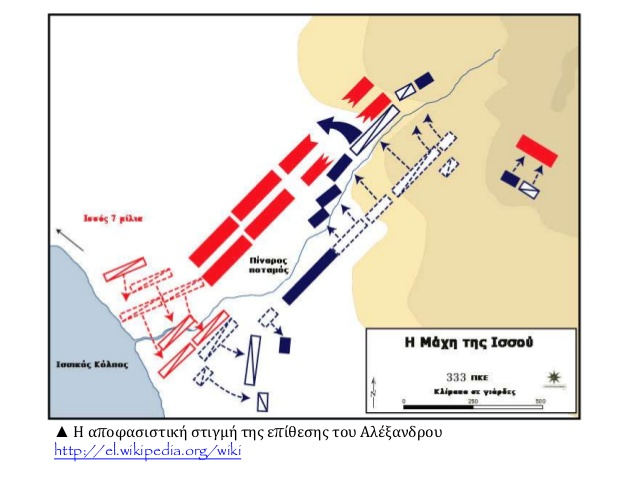 Ισσός 7 μίλια
Πίναρος
ποταμός
Ισσικός Κόλπος
Η Μάχη της Ισσού
333 ΠΚΕ
Κλίμακα σε γιάρδες
0 250 500
▲ Η αποφασιστική στιγμή της επίθεσης του Αλέξανδρου
http://el.wikipedia.org/wiki